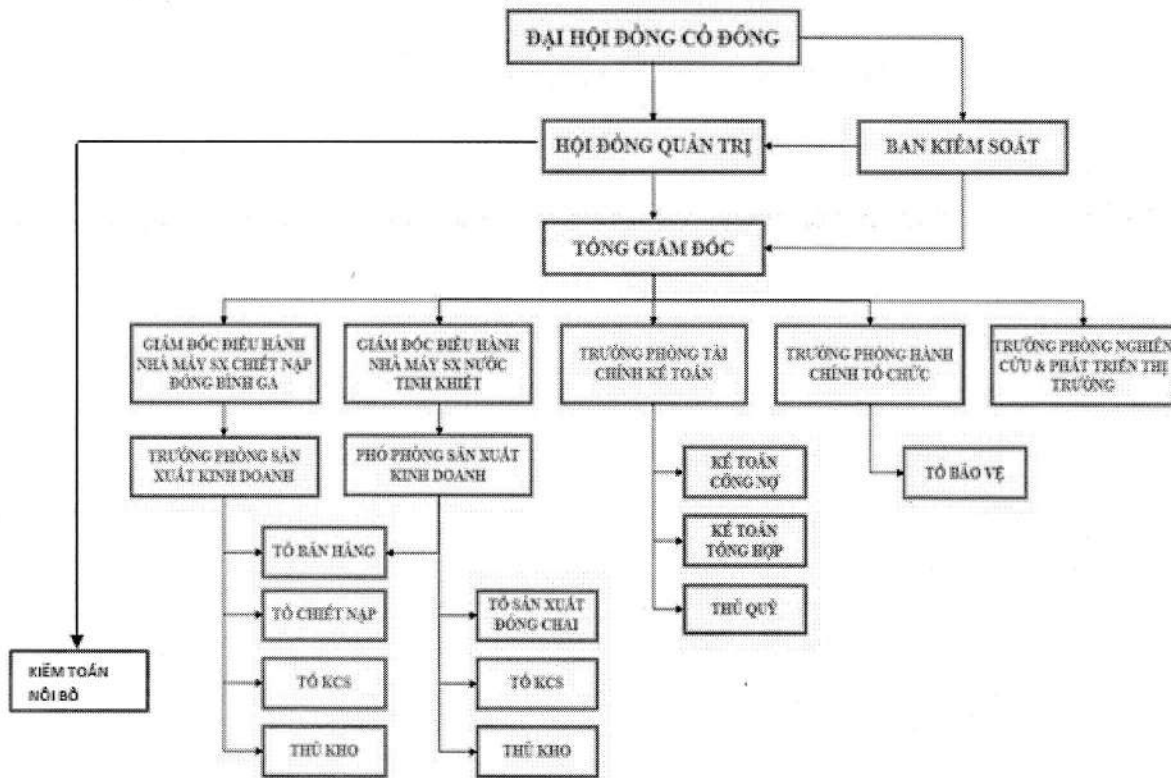 ĐẠI HỘI ĐỒNG CỔ ĐÔNG
HỘI ĐỒNG QUẢN TRỊ
BAN KIỂM SOÁT
TỔNG GIÁM ĐỐC
GIÁM ĐỐC ĐIỀU HÀNH
NHÀ MÁY SX CHIẾT NẠP
ĐÓNG BÌNH GA
GIÁM ĐỐC ĐIỀU HÀNH
NHÀ MÁY SX NƯỚC
TINH KHIẾT
TRƯỞNG PHÒNG TÀI
CHÍNH KẾ TOÁN
TRƯỞNG PHÒNG HÀNH
CHÍNH TỔ CHỨC
TRƯỞNG PHÒNG NGHIÊN
CỨU & PHÁT TRIỂN THỊ
TRƯỜNG
TRƯỞNG PHÒNG SẢN
XUẤT KINH DOANH
PHÓ PHÒNG SẢN XUẤT
KINH DOANH
KẾ TOÁN
CÔNG NỢ
TỔ BẢO VỆ
TỔ BÁN HÀNG
KẾ TOÁN
TỔNG HỢP
TỔ CHIẾT NẠP
TỔ SẢN XUẤT
ĐÓNG CHAI
THỦ QUỸ
KIỂM TOÁN
NỘI BỘ
TỔ KCS
TỔ KCS
THỦ KHO
THỦ KHO